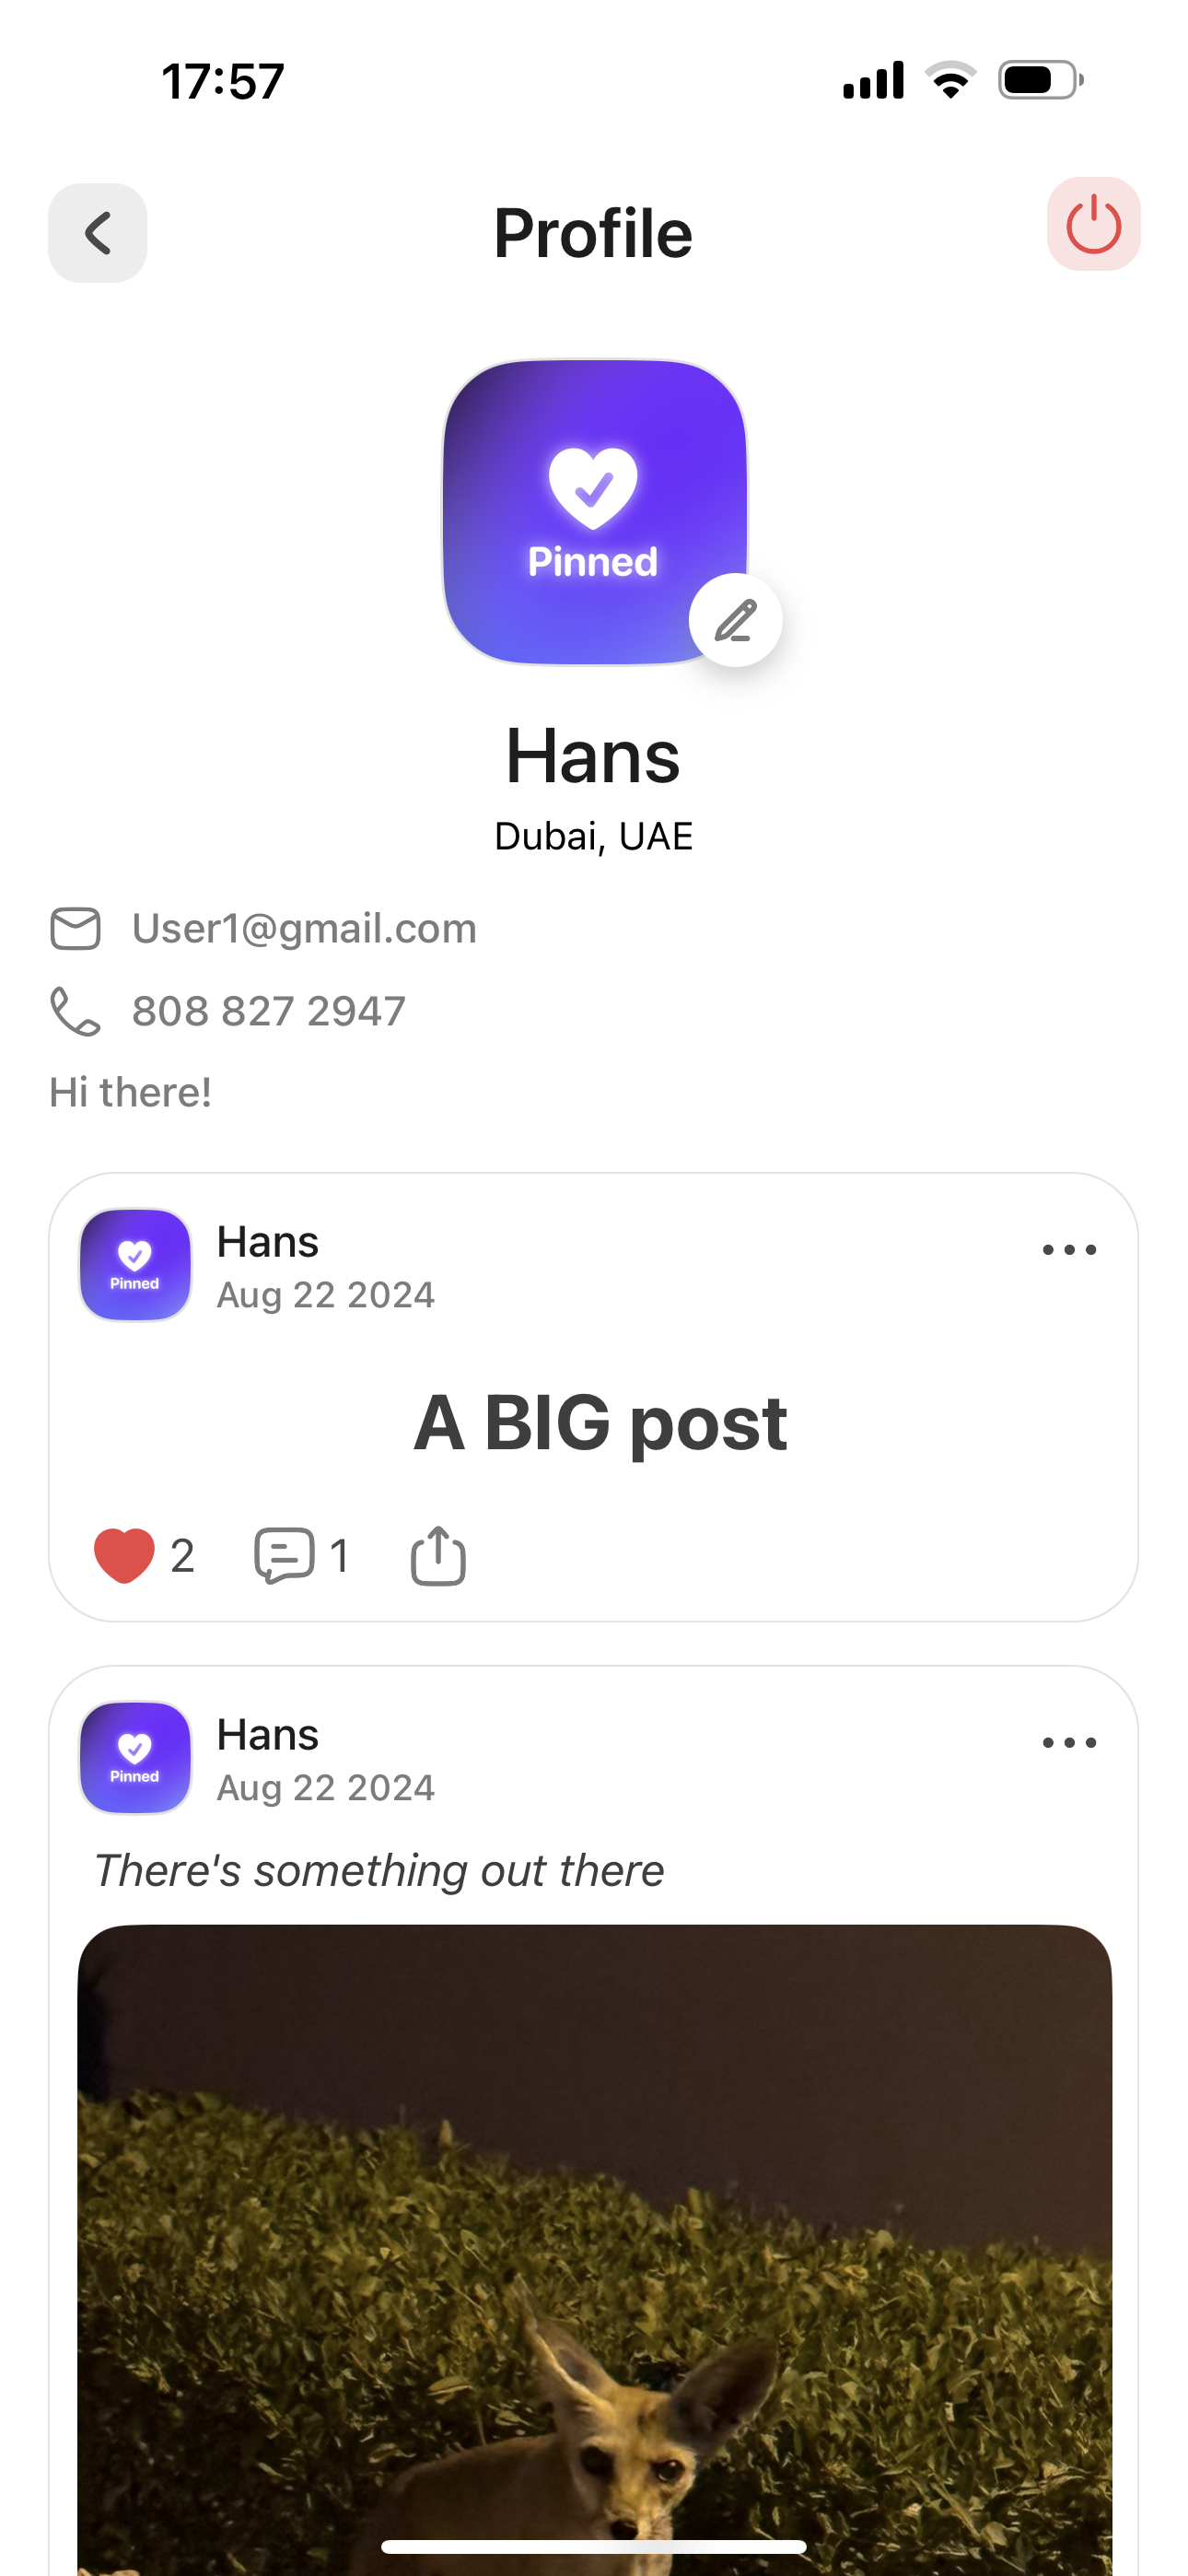 17:57
Profile
Pinned
Hans
Dubai, UAE
User1@gmail.com
808 827 2947
Hi there!
Pinned
Hans
Aug 22 2024
A BIG post
2
1
Pinned
Hans
Aug 22 2024
There's something out there